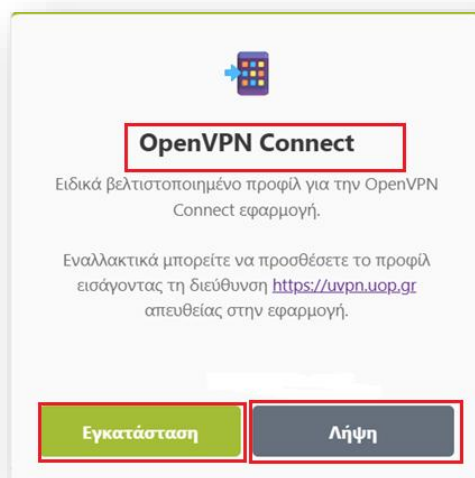 OpenVPN Connect
Ειδικά βελτιστοποιημένο προφίλ για την OpenVPN
Connect εφαρμογή.
Εναλλακτικά μπορείτε να προσθέσετε το προφίλ
εισάγοντας τη διεύθυνση https://uvpn.uop.gr
απευθείας στην εφαρμογή.
Εγκατάσταση
Λήψη